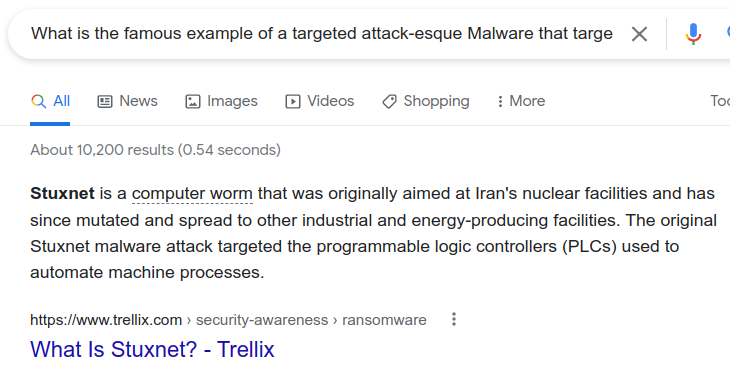 What is the famous example of a targeted attack-esque Malware that targe
All News Images Videos Shopping More Too
About 10,200 results (0.54 seconds)
Stuxnet is a computer worm that was originally aimed at Iran's nuclear facilities and has
since mutated and spread to other industrial and energy-producing facilities. The original
Stuxnet malware attack targeted the programmable logic controllers (PLCs) used to
automate machine processes.
https://www.trellix.com › security-awareness › ransomware
What Is Stuxnet? - Trellix